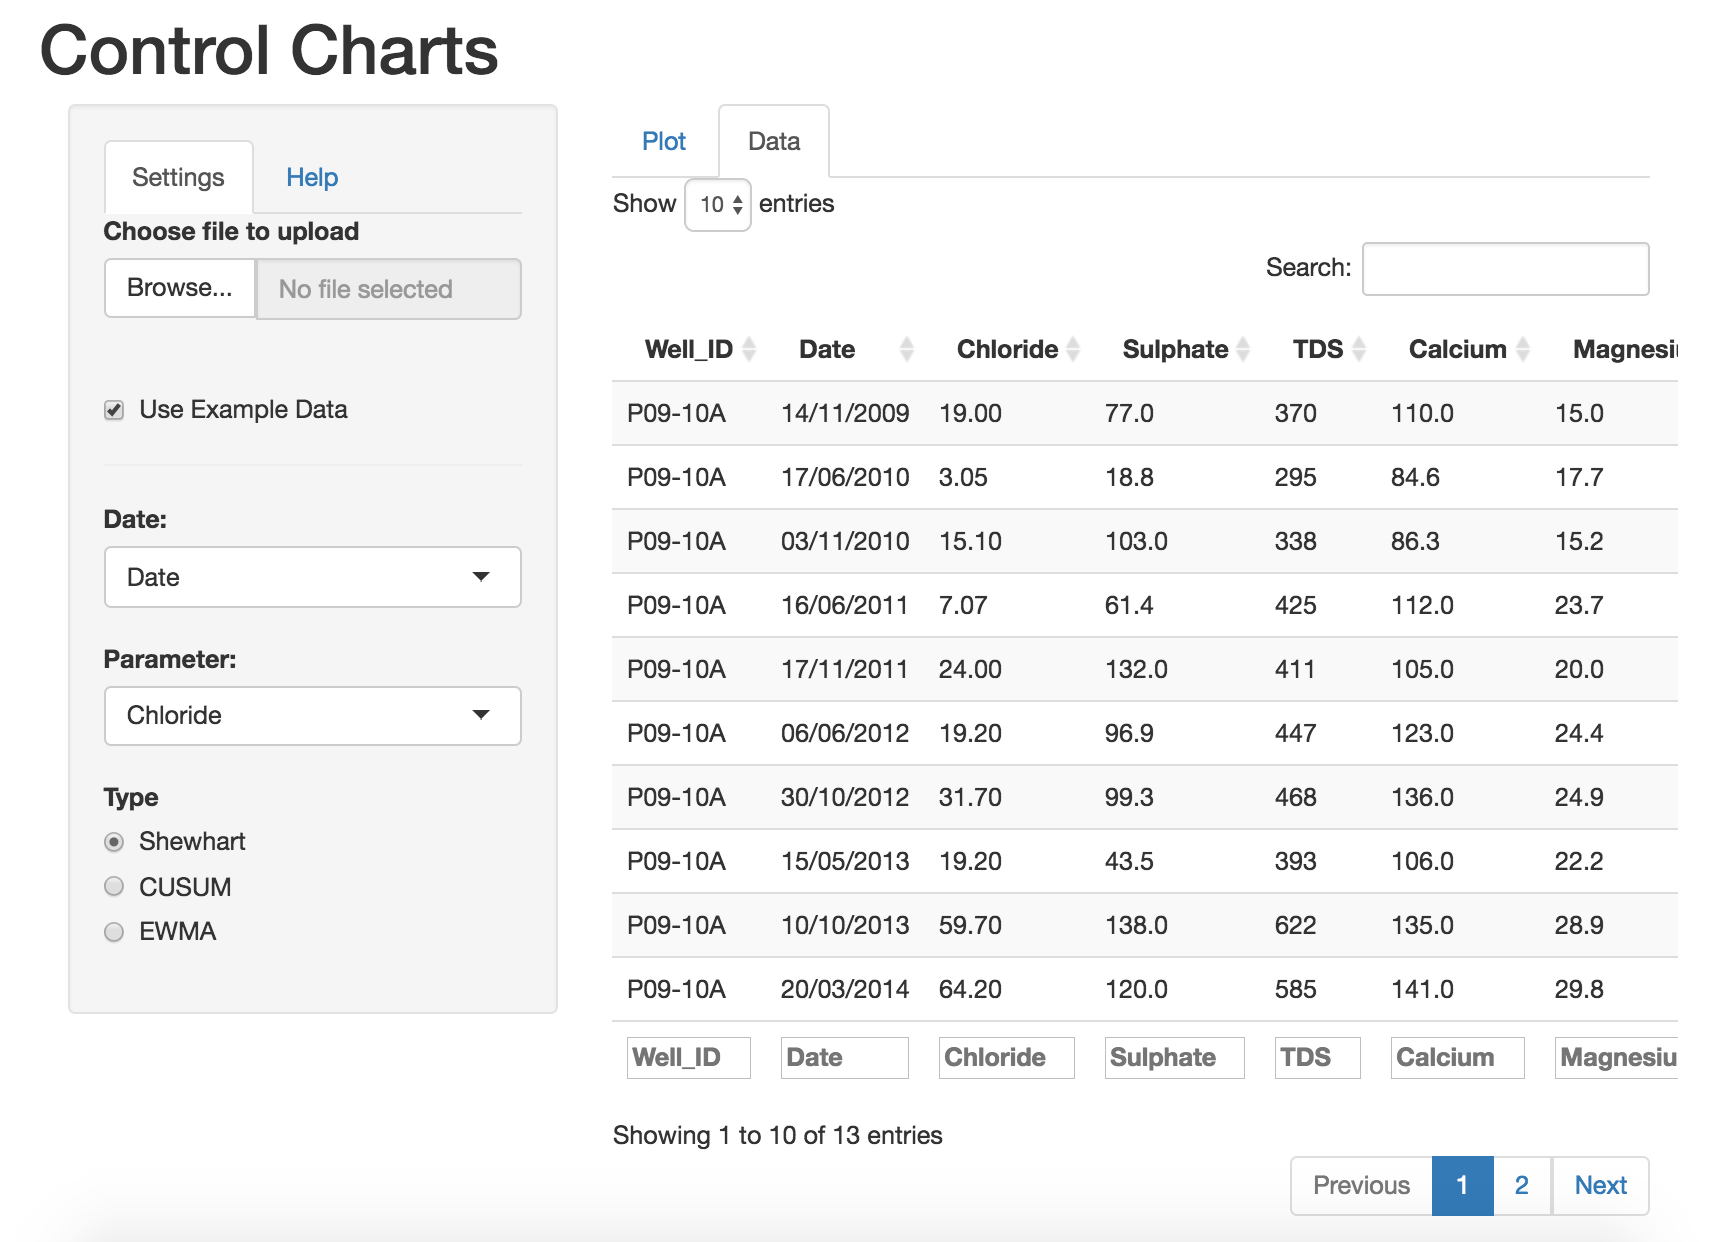 Control Charts
Settings Help
Choose file to upload
Browse... No file selected
Use Example Data
Date:
Date
Parameter:
Chloride
Type
Shewhart
CUSUM
EWMA
Plot Data
Show 10 entries
Search:
Well_ID Date Chloride Sulphate TDS Calcium Magnesi
P09-10A 14/11/2009 19.00 77.0 370 110.0 15.0
P09-10A 17/06/2010 3.05 18.8 295 84.6 17.7
P09-10A 03/11/2010 15.10 103.0 338 86.3 15.2
P09-10A 16/06/2011 7.07 61.4 425 112.0 23.7
P09-10A 17/11/2011 24.00 132.0 411 105.0 20.0
P09-10A 06/06/2012 19.20 96.9 447 123.0 24.4
P09-10A 30/10/2012 31.70 99.3 468 136.0 24.9
P09-10A 15/05/2013 19.20 43.5 393 106.0 22.2
P09-10A 10/10/2013 59.70 138.0 622 135.0 28.9
P09-10A 20/03/2014 64.20 120.0 585 141.0 29.8
Well_ID Date Chloride Sulphate TDS Calcium Magnesiu
Showing 1 to 10 of 13 entries
Previous 1 2 Next